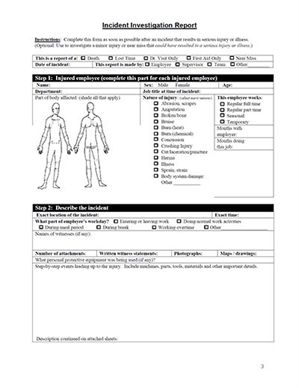 Incident Investigation Report
Instructions: Complete this form as soon as possible after an incident that results in serious injury or illness.
(Optional: Use to investigate a minor injury or near miss that could have resulted in a serious injury or illness.)
This is a report of a: Death Lost Time Dr. Visit Only First Aid Only Near Miss
Date of incident: This report is made by: Employee Supervisor Team Other
Step 1: Injured employee (complete this part for each injured employee)
Name: Sex: Male Female Age:
Department: Job title at time of incident:
Part of body affected: (shade all that apply)
Nature of injury:
Abrasion, scrapes
Amputation
Broken bone
Bruise
Burn (heat)
Burn (chemical)
Concussion
Crushing Injury
Cut/laceration/puncture
Hernia
Illness
Sprain, strain
Body system damage
Other
This employee works:
Regular full time
Regular part time
Seasonal
Temporary
Months with
employer:
Months doing
this job:
Step 2: Describe the incident
Exact location of the incident: Exact time:
What part of employee's workday? Entering or leaving work Doing normal work activities
During meal period During break Working overtime Other
Names of witnesses (if any):
Number of attachments: Written witness statements: Photographs: Maps / drawings:
What personal protective equipment was being used (if any)?
Step-by-step events leading up to the injury. Include machines, parts, tools, materials and other important details.
Description continued on attached sheets:
3